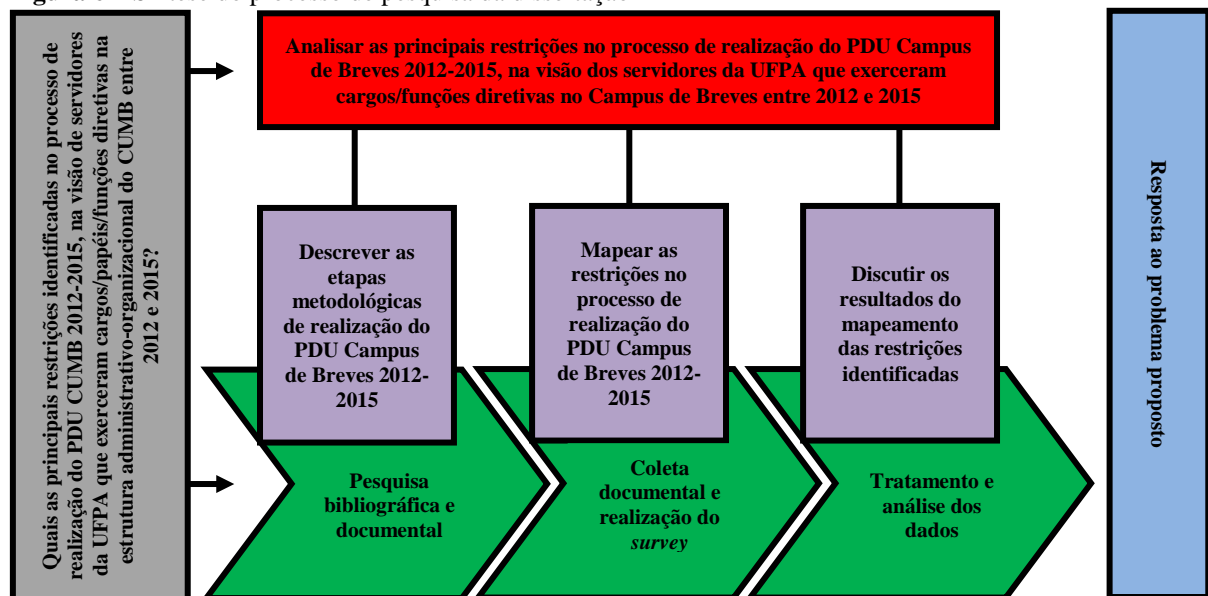 Quais as principais restrições identificadas no processo de
realização do PDU CUMB 2012-2015, na visão de servidores
da UFPA que exerceram cargos/papéis/funções diretivas na
estrutura administrativo-organizacional do CUMB entre
2012 e 2015?
Analisar as principais restrições no processo de realização do PDU Campus
de Breves 2012-2015, na visão dos servidores da UFPA que exerceram
cargos/funções diretivas no Campus de Breves entre 2012 e 2015
Descrever as
etapas
metodológicas
de realização do
PDU Campus
de Breves 2012-
2015
Mapear as
restrições no
processo de
realização do
PDU Campus
de Breves 2012-
2015
Discutir os
resultados do
mapeamento
das restrições
identificadas
Pesquisa
bibliográfica e
documental
Coleta
documental e
realização do
survey
Tratamento e
análise dos
dados
Resposta ao problema proposto